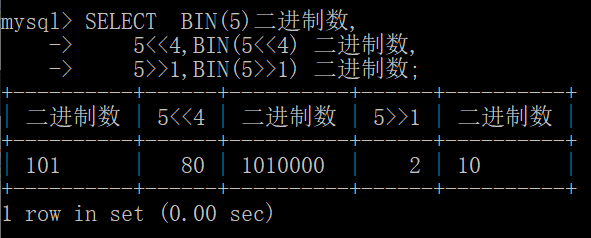 mysql> SELECT  BIN(5)二进制数,
    ->     5<<4,BIN(5<<4) 二进制数,
    ->     5>>1,BIN(5>>1) 二进制数;
+----------+------+----------+------+----------+
| 二进制数 | 5<<4 | 二进制数 | 5>>1 | 二进制数 |
+----------+------+----------+------+----------+
| 101      |   80 | 1010000  |    2 | 10       |
+----------+------+----------+------+----------+
1 row in set (0.00 sec)